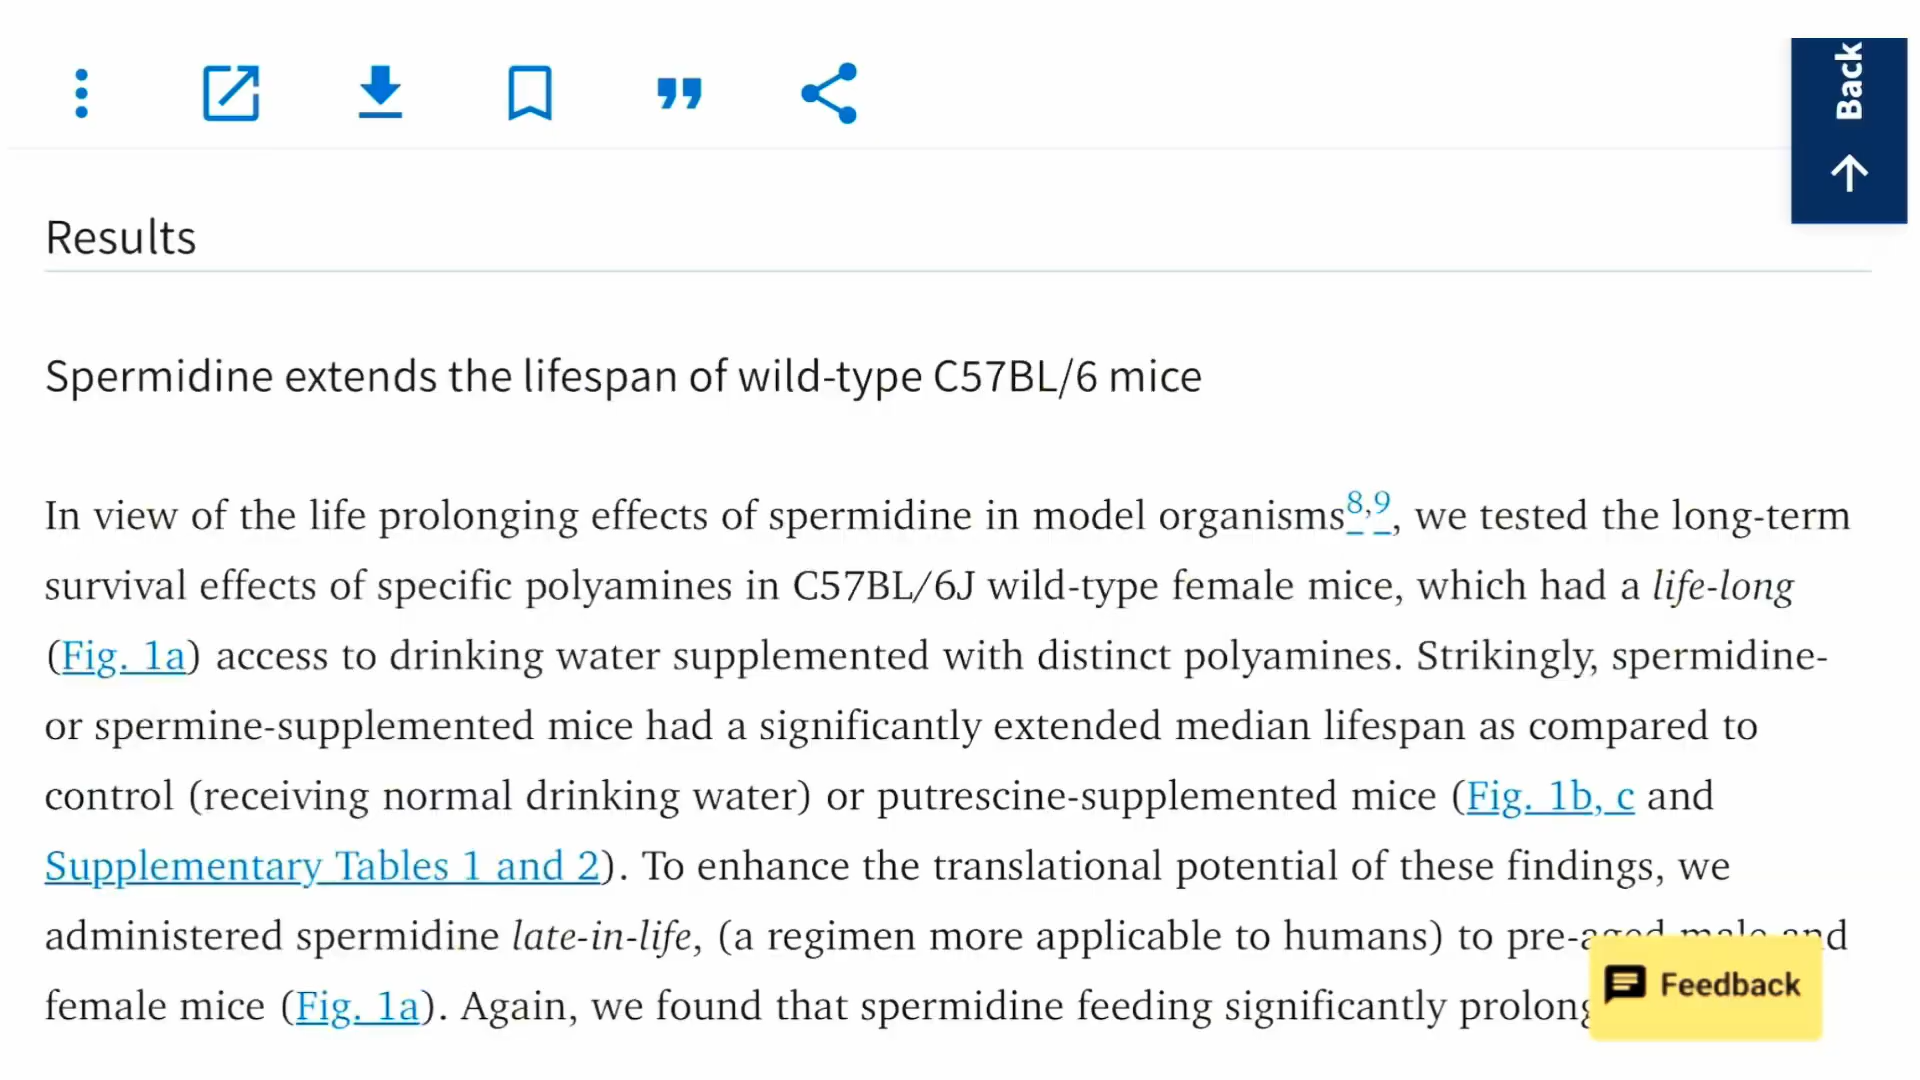 Back
Results
Spermidine extends the lifespan of wild-type C57BL/6 mice
In view of the life prolonging effects of spermidine in model organisms8,9, we tested the long-term
survival effects of specific polyamines in C57BL/6J wild-type female mice, which had a life-long
(Fig. 1a) access to drinking water supplemented with distinct polyamines. Strikingly, spermidine-
or spermine-supplemented mice had a significantly extended median lifespan as compared to
control (receiving normal drinking water) or putrescine-supplemented mice (Fig. 1b, c and
Supplementary Tables 1 and 2). To enhance the translational potential of these findings, we
administered spermidine late-in-life, (a regimen more applicable to humans) to pre-aged male and
female mice (Fig. 1a). Again, we found that spermidine feeding significantly
Feedback